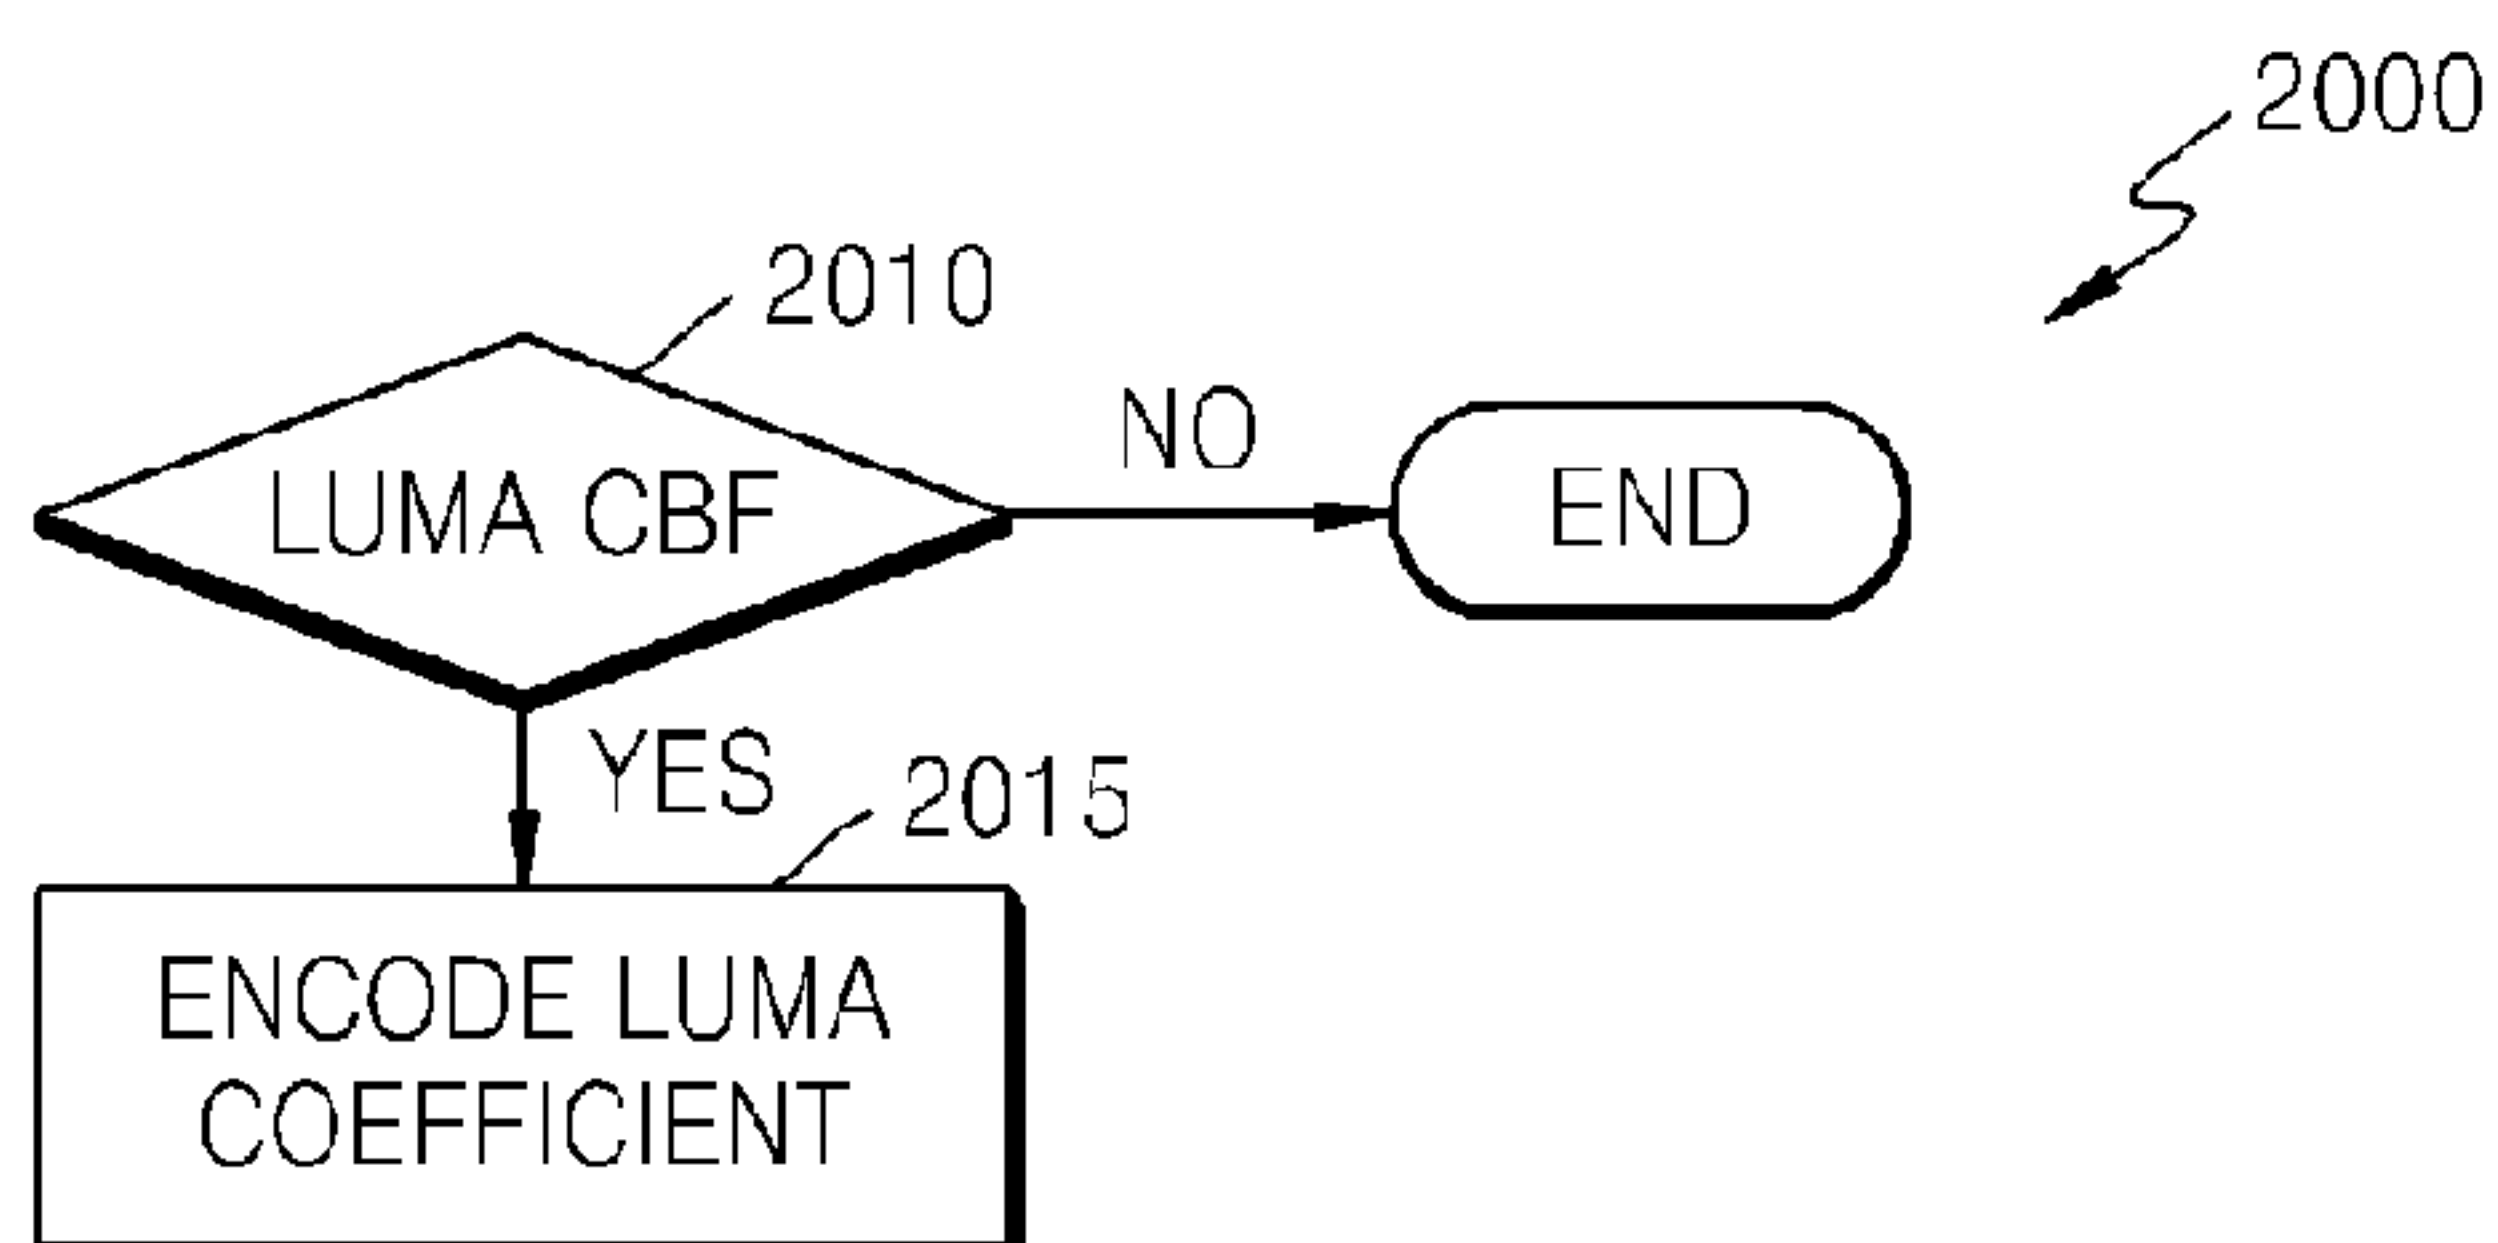 2000
2010
NO
LUMA CBF
END
YES
2015
ENCODE LUMA
COEFFICIENT